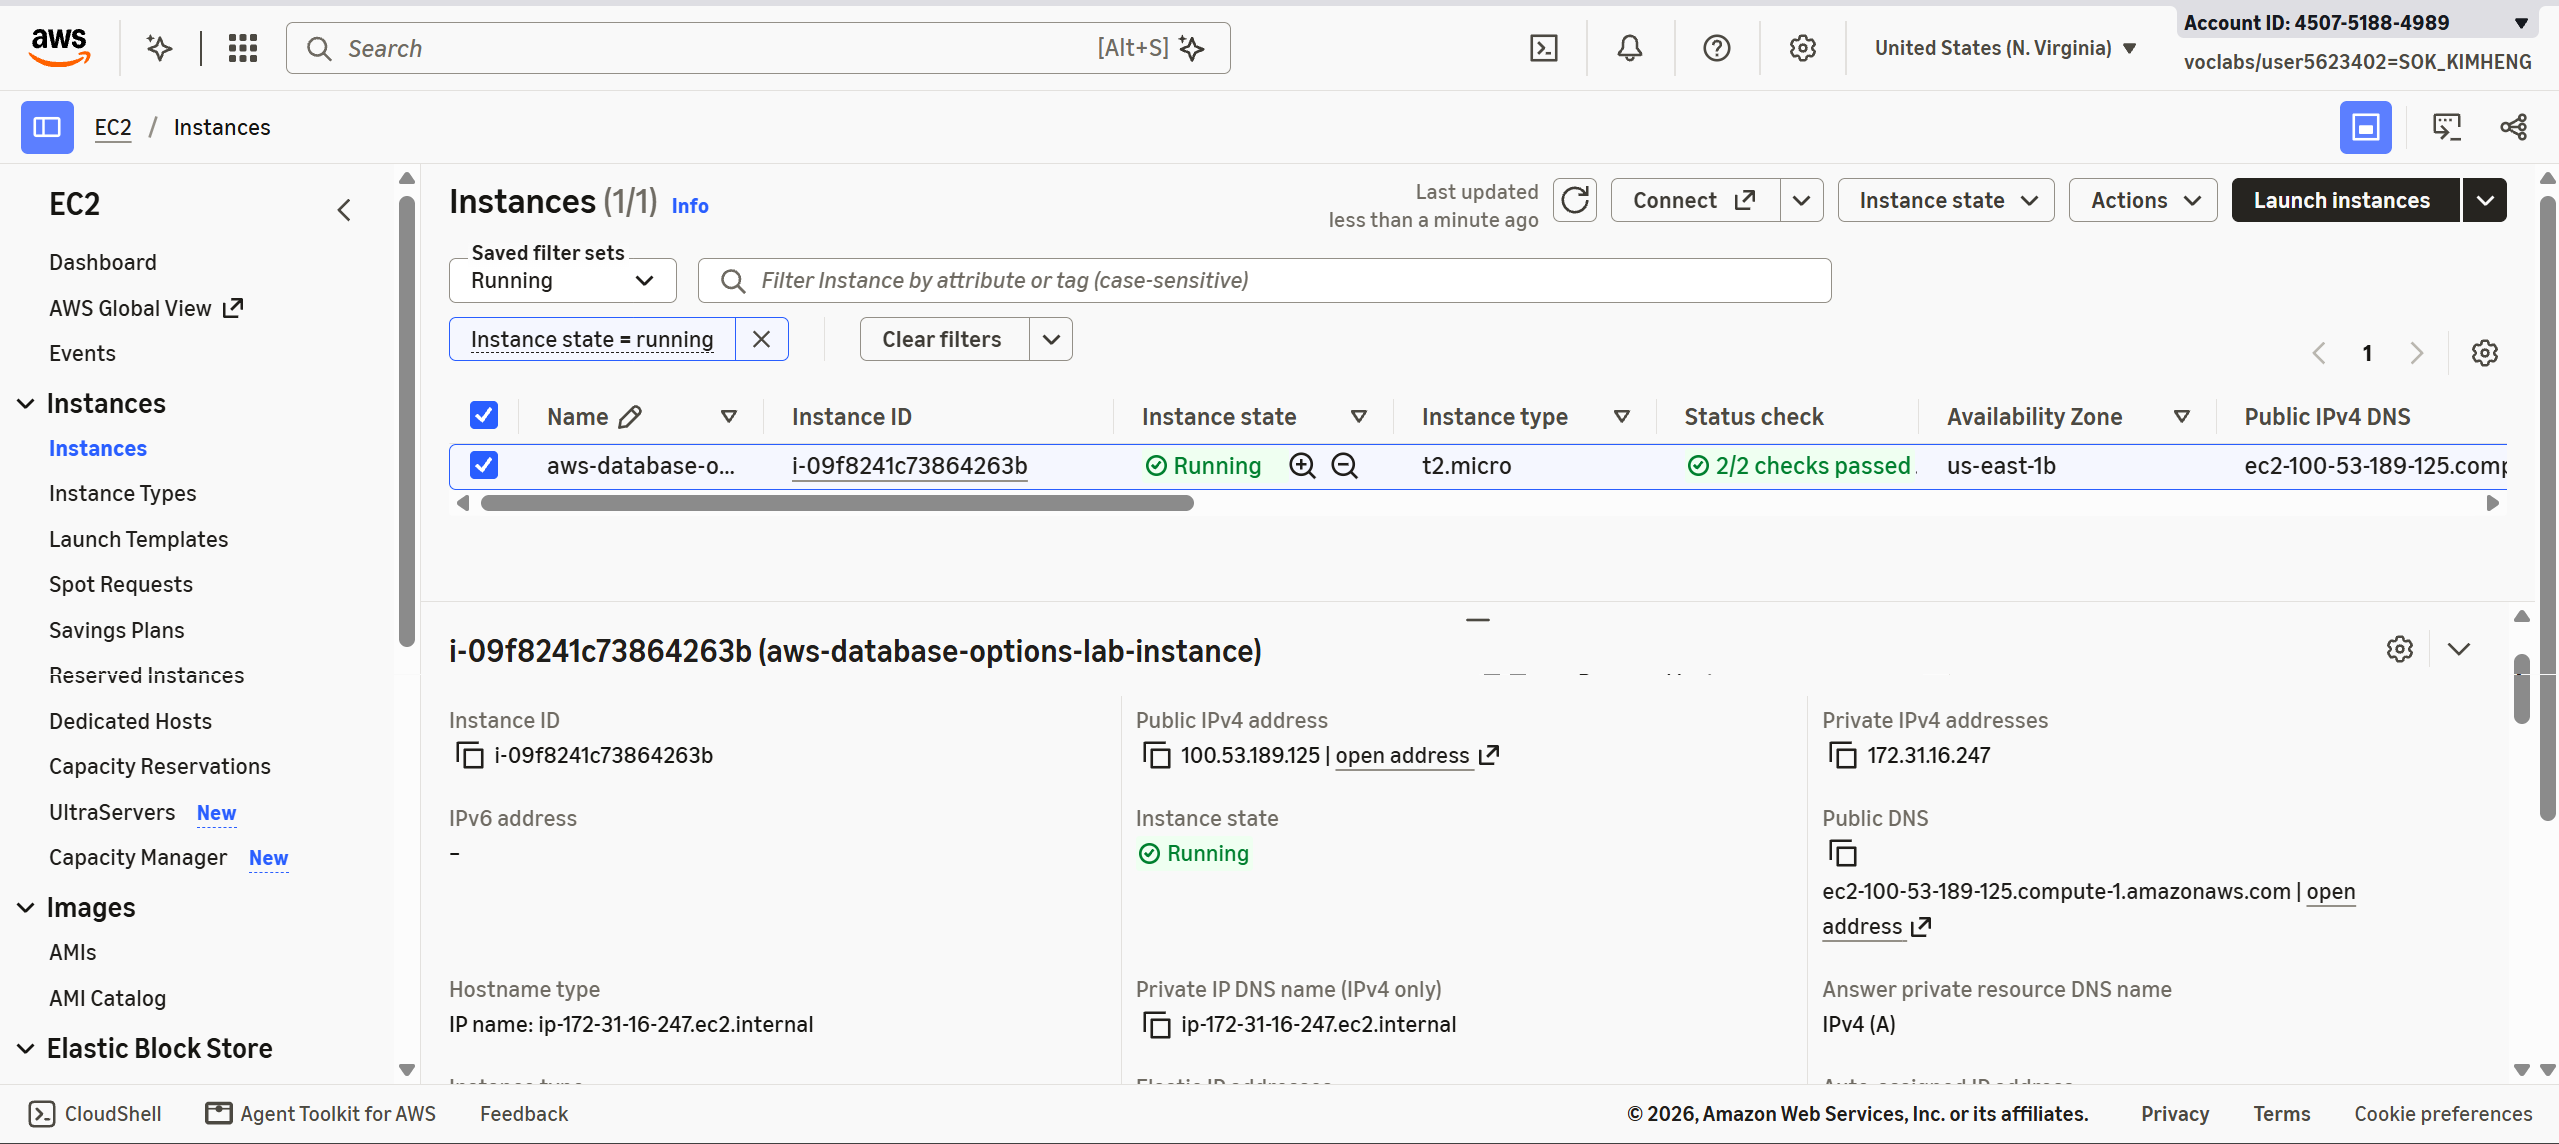 aws
Search
[Alt+S]
United States (N. Virginia)
Account ID: 4507-5188-4989
voclabs/user5623402=SOK_KIMHENG
EC2 / Instances
EC2
Dashboard
AWS Global View
Events
Instances
Instances
Instance Types
Launch Templates
Spot Requests
Savings Plans
Reserved Instances
Dedicated Hosts
Capacity Reservations
UltraServers New
Capacity Manager New
Images
AMIs
AMI Catalog
Elastic Block Store
Instances (1/1) Info
Last updated
less than a minute ago
Connect
Instance state
Actions
Launch instances
Saved filter sets
Running
Filter Instance by attribute or tag (case-sensitive)
Instance state = running
Clear filters
1
Name Instance ID Instance state Instance type Status check Availability Zone Public IPv4 DNS
aws-database-o... i-09f8241c73864263b Running t2.micro 2/2 checks passed us-east-1b ec2-100-53-189-125.comp
i-09f8241c73864263b (aws-database-options-lab-instance)
Instance ID
i-09f8241c73864263b
Public IPv4 address
100.53.189.125 | open address
Private IPv4 addresses
172.31.16.247
IPv6 address
–
Instance state
Running
Public DNS
ec2-100-53-189-125.compute-1.amazonaws.com | open
address
Hostname type
IP name: ip-172-31-16-247.ec2.internal
Private IP DNS name (IPv4 only)
ip-172-31-16-247.ec2.internal
Answer private resource DNS name
IPv4 (A)
CloudShell
Agent Toolkit for AWS
Feedback
© 2026, Amazon Web Services, Inc. or its affiliates.
Privacy
Terms
Cookie preferences